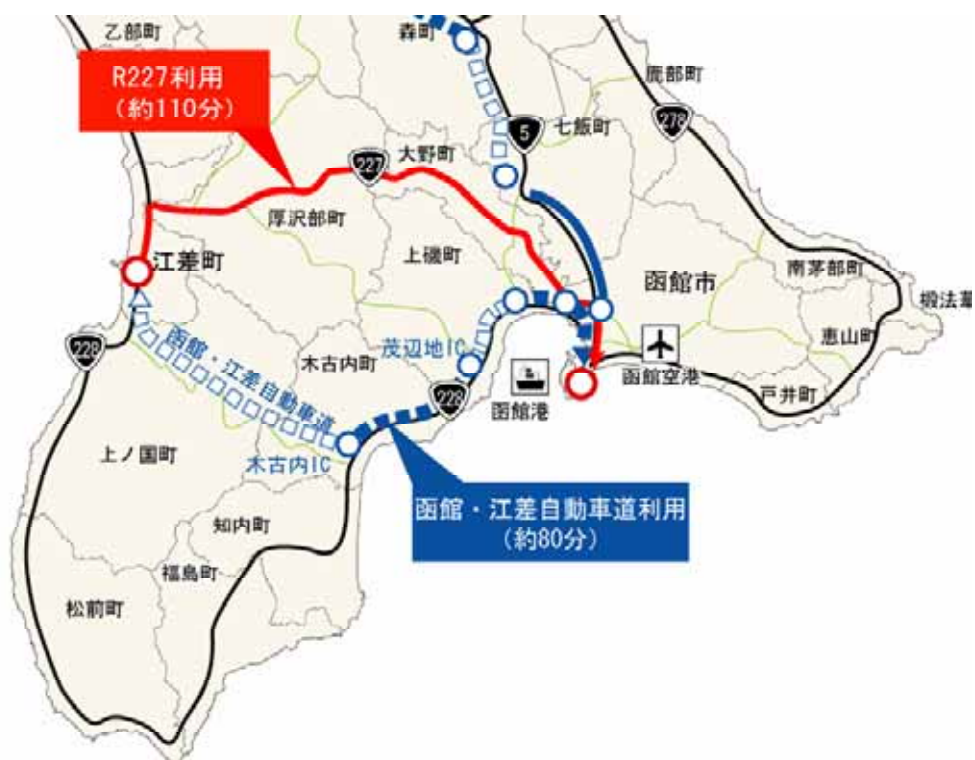 乙部町
森町
鹿部町
R227利用
(約110分)
5
七飯町
278
大野町
227
厚沢部町
上磯町
江差町
函館市
南茅部町
椴法華
恵山町
戸井町
228
函館・江差自動車道
木古内町
茂辺地IC
228
函館港
函館空港
上ノ国町
木古内IC
函館・江差自動車道利用
(約80分)
知内町
福島町
松前町